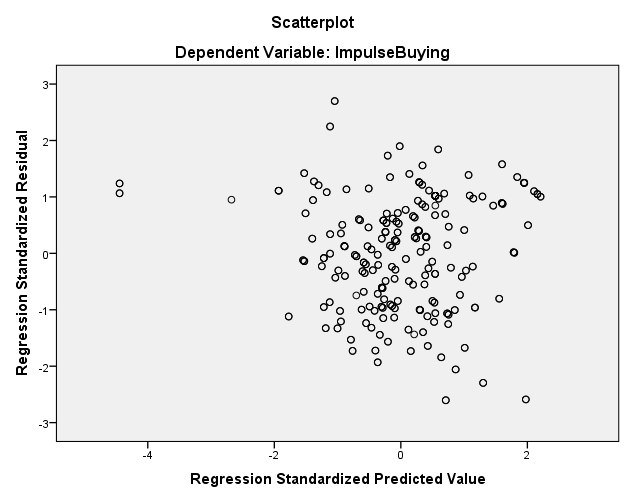 Scatterplot
Dependent Variable: ImpulseBuying
Regression Standardized Residual
3
2
1
0
-1
-2
-3
-4
-2
0
2
Regression Standardized Predicted Value